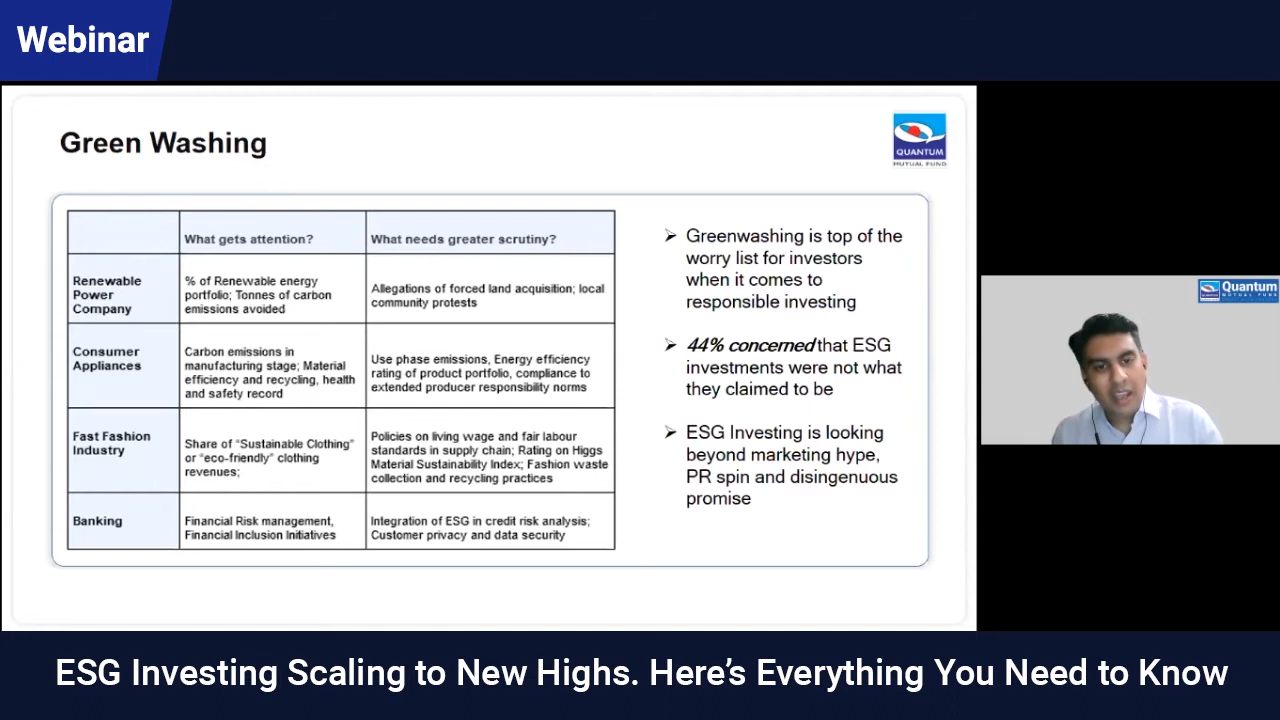 Webinar
Green Washing
QUANTUM
MUTUAL FUND
What gets attention?
What needs greater scrutiny?
Renewable
Power
Company
% of Renewable energy
portfolio; Tonnes of carbon
emissions avoided
Allegations of forced land acquisition; local
community protests
Consumer
Appliances
Carbon emissions in
manufacturing stage; Material
efficiency and recycling, health
and safety record
Use phase emissions, Energy efficiency
rating of product portfolio, compliance to
extended producer responsibility norms
Fast Fashion
Industry
Share of “Sustainable Clothing”
or “eco-friendly” clothing
revenues;
Policies on living wage and fair labour
standards in supply chain; Rating on Higgs
Material Sustainability Index; Fashion waste
collection and recycling practices
Banking
Financial Risk management,
Financial Inclusion Initiatives
Integration of ESG in credit risk analysis;
Customer privacy and data security
➢ Greenwashing is top of the
worry list for investors
when it comes to
responsible investing
➢ 44% concerned that ESG
investments were not what
they claimed to be
➢ ESG Investing is looking
beyond marketing hype,
PR spin and disingenuous
promise
Quantum
MUTUAL FUND
ESG Investing Scaling to New Highs. Here’s Everything You Need to Know